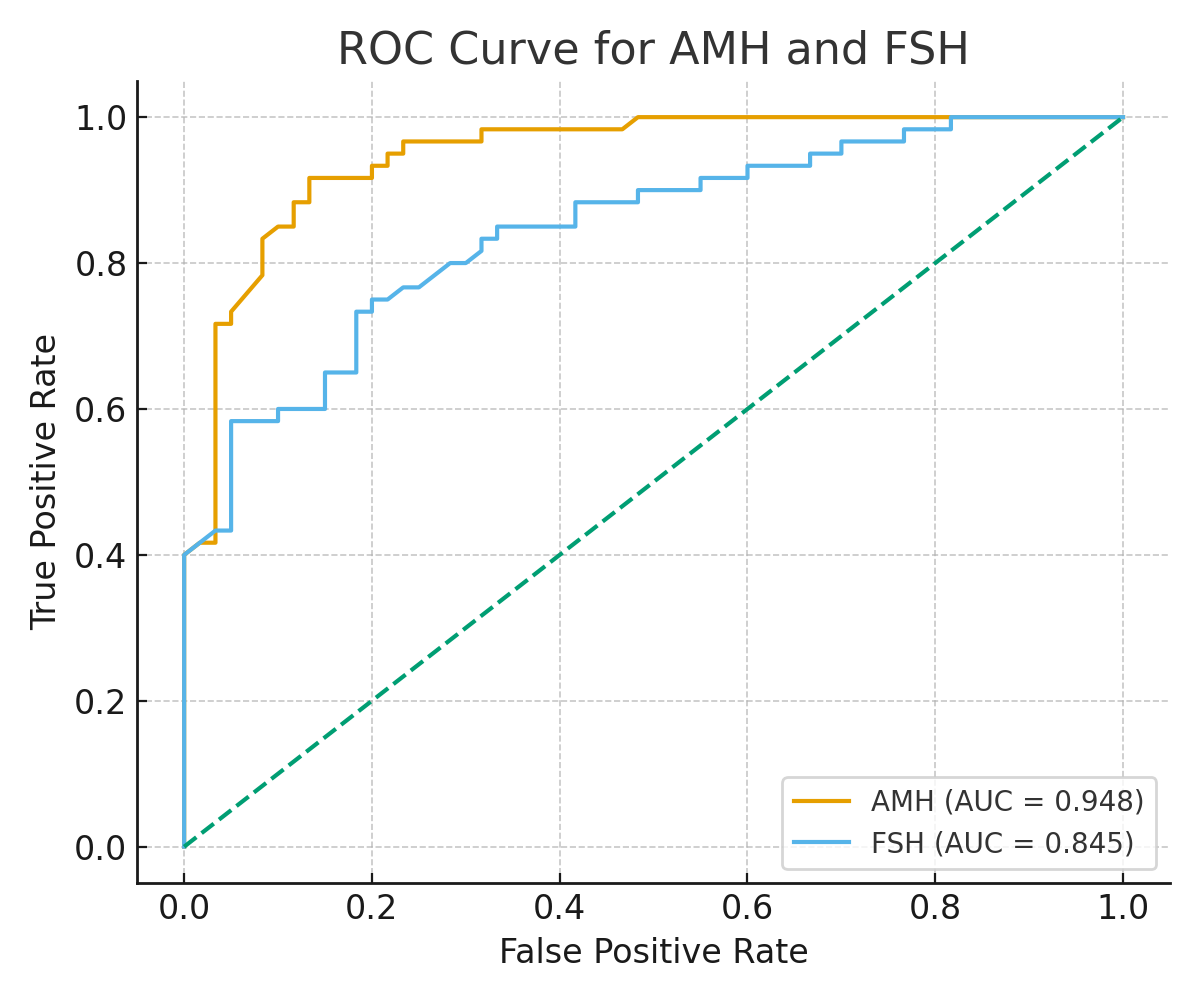 ROC Curve for AMH and FSH
True Positive Rate
1.0
0.8
0.6
0.4
0.2
0.0
AMH (AUC = 0.948)
FSH (AUC = 0.845)
0.0 0.2 0.4 0.6 0.8 1.0
False Positive Rate